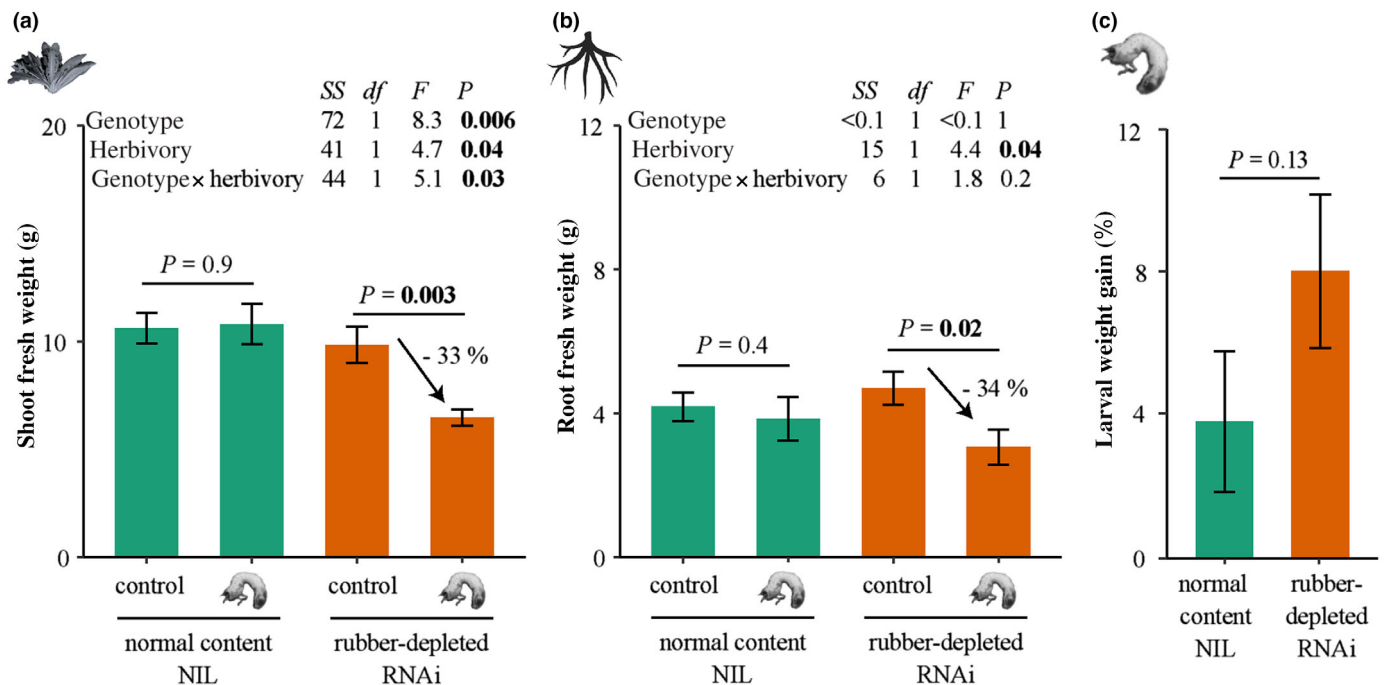 (a)
SS df F P
Genotype 72 1 8.3 0.006
Herbivory 41 1 4.7 0.04
Genotype × herbivory 44 1 5.1 0.03
Shoot fresh weight (g)
20
10
0
P = 0.9
P = 0.003
- 33 %
control
control
normal content
NIL
rubber-depleted
RNAi
(b)
SS df F P
Genotype <0.1 1 <0.1 1
Herbivory 15 1 4.4 0.04
Genotype × herbivory 6 1 1.8 0.2
Root fresh weight (g)
12
8
4
0
P = 0.4
P = 0.02
- 34 %
control
control
normal content
NIL
rubber-depleted
RNAi
(c)
Larval weight gain (%)
12
8
4
0
P = 0.13
normal
content
NIL
rubber-
depleted
RNAi